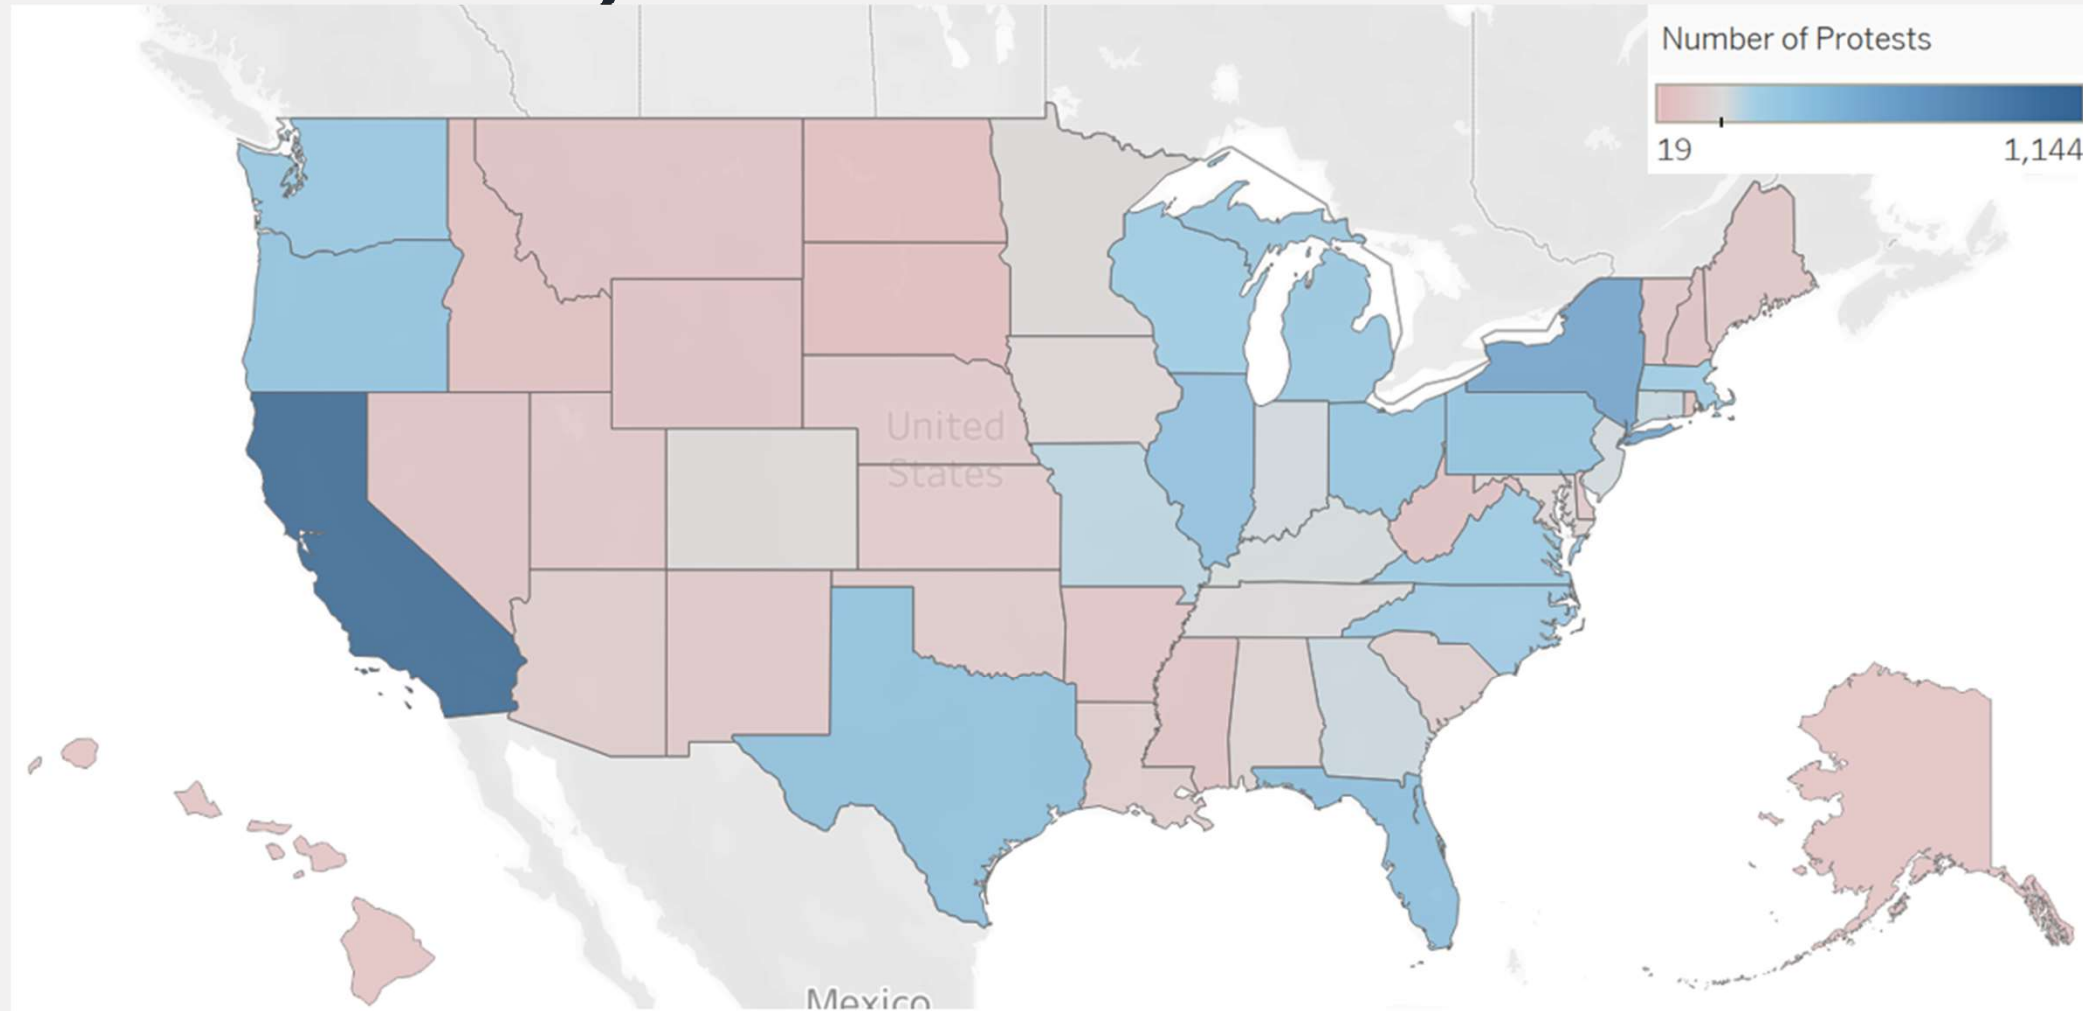 Number of Protests
19
1,144
United
States
Mexico